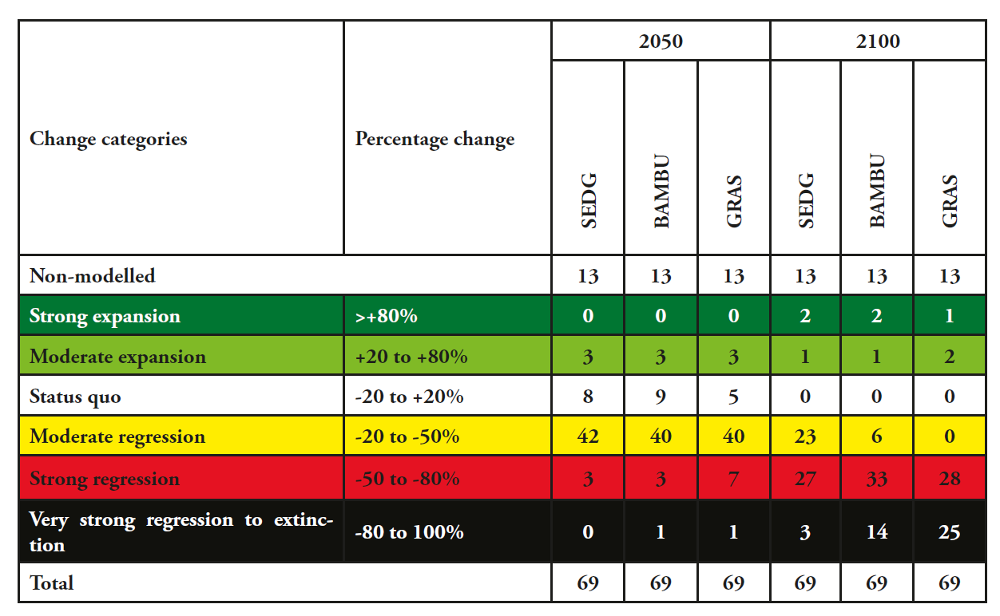 2050 2100
Change categories Percentage change
SEDG BAMBU GRAS SEDG BAMBU GRAS
Non-modelled 13 13 13 13 13 13
Strong expansion >+80% 0 0 0 2 2 1
Moderate expansion +20 to +80% 3 3 3 1 1 2
Status quo -20 to +20% 8 9 5 0 0 0
Moderate regression -20 to -50% 42 40 40 23 6 0
Strong regression -50 to -80% 3 3 7 27 33 28
Very strong regression to extinc-
tion -80 to 100% 0 1 1 3 14 25
Total 69 69 69 69 69 69